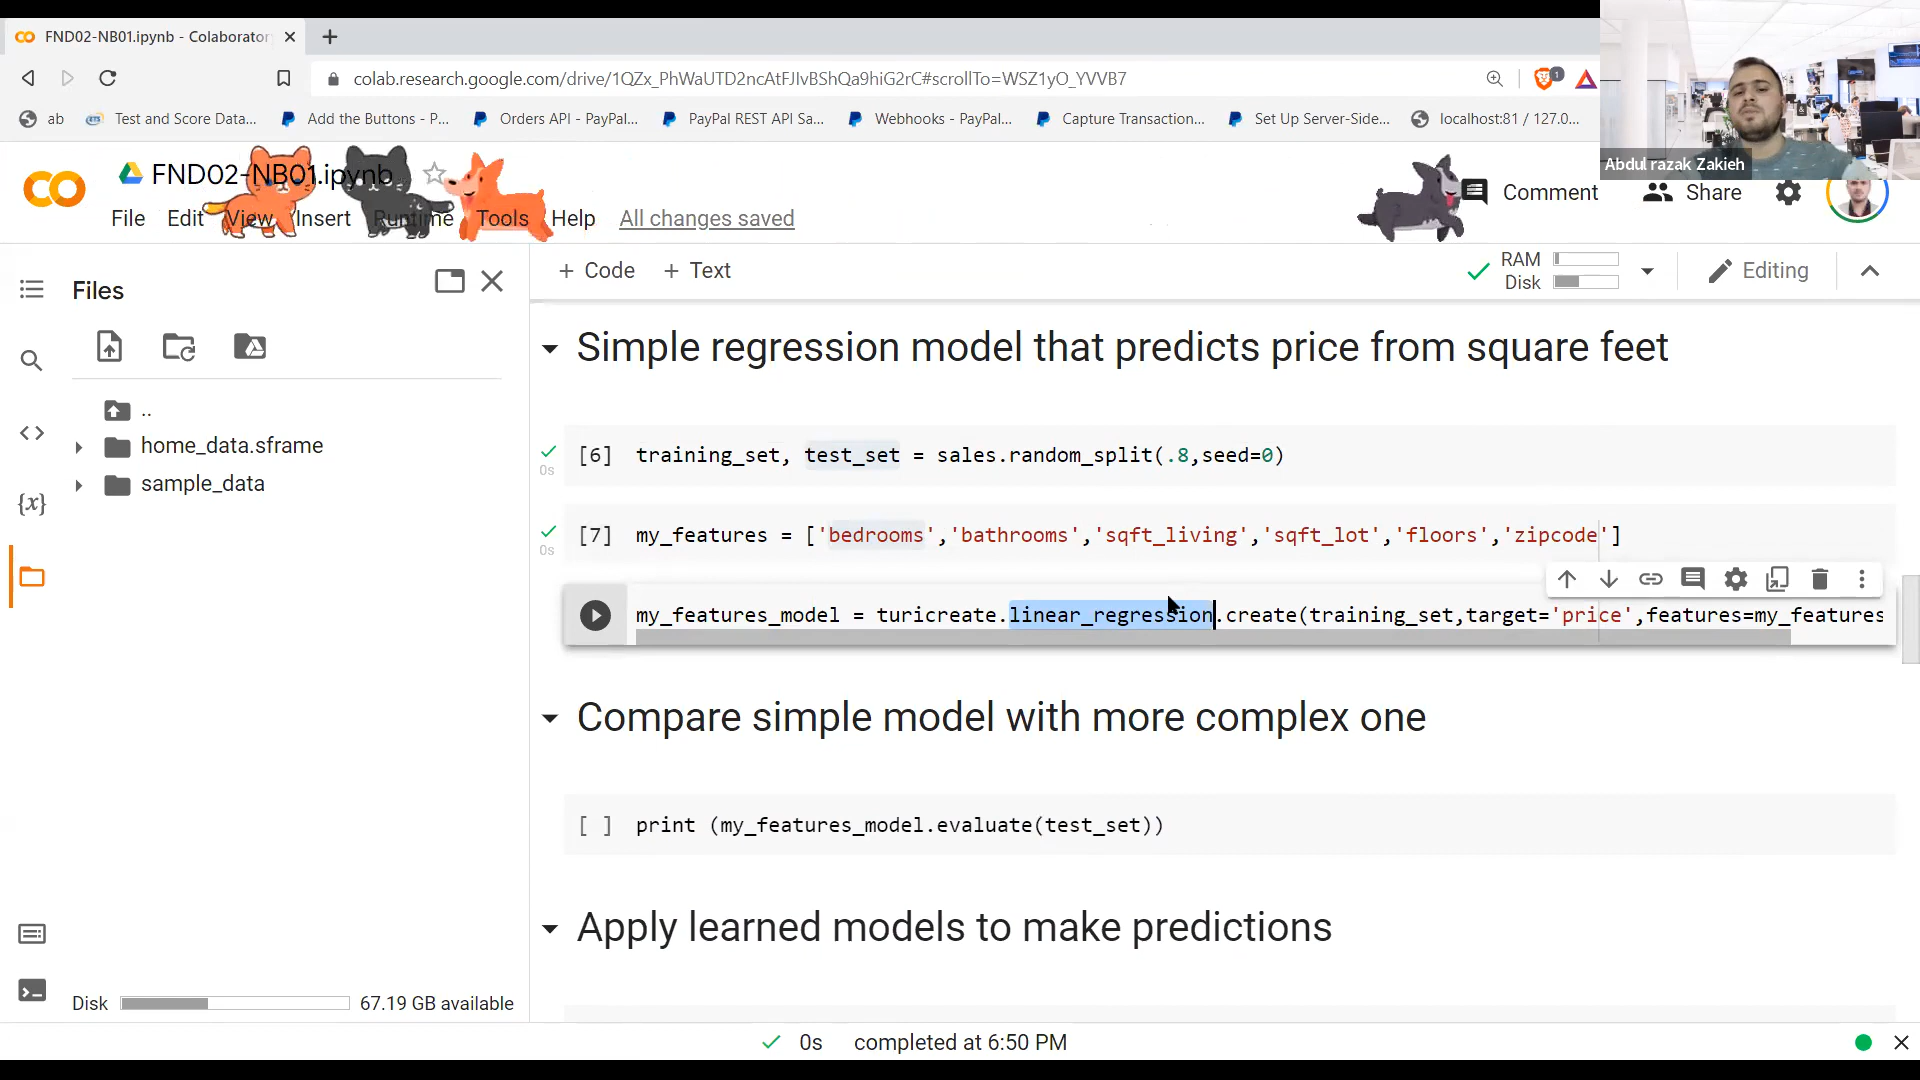 FND02-NB01.ipynb - Colaborator
colab.research.google.com/drive/1QZx_PhWaUTD2ncAtFJIvBShQa9hiG2rC#scrollTo=WSZ1yO_YVVB7
1
ab
Test and Score Data...
Add the Buttons - P...
Orders API - PayPal...
PayPal REST API Sa...
Webhooks - PayPal...
Capture Transaction...
Set Up Server-Side...
localhost:81 / 127.0...
Abdul razak Zakieh
FND02-NB01.ipynb
Comment
Share
File Edit View Insert Runtime Tools Help All changes saved
Files
+ Code + Text
RAM
Disk
Editing
..
home_data.sframe
sample_data
Disk
67.19 GB available
Simple regression model that predicts price from square feet
0s
[6] training_set, test_set = sales.random_split(.8,seed=0)
0s
[7] my_features = ['bedrooms','bathrooms','sqft_living','sqft_lot','floors','zipcode']
my_features_model = turicreate.linear_regression.create(training_set,target='price',features=my_features
Compare simple model with more complex one
[ ] print (my_features_model.evaluate(test_set))
Apply learned models to make predictions
0s completed at 6:50 PM